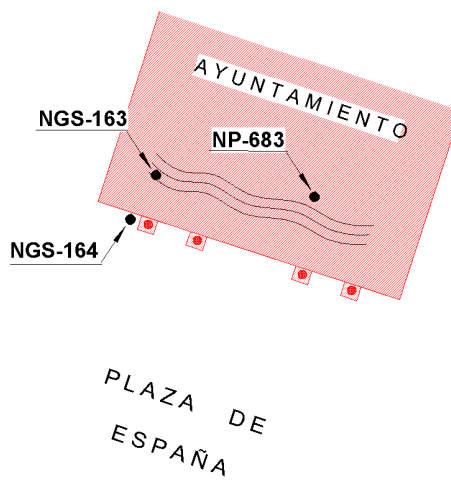 AYUNTAMIENTO
NGS-163
NP-683
NGS-164
PLAZA DE
ESPAÑA